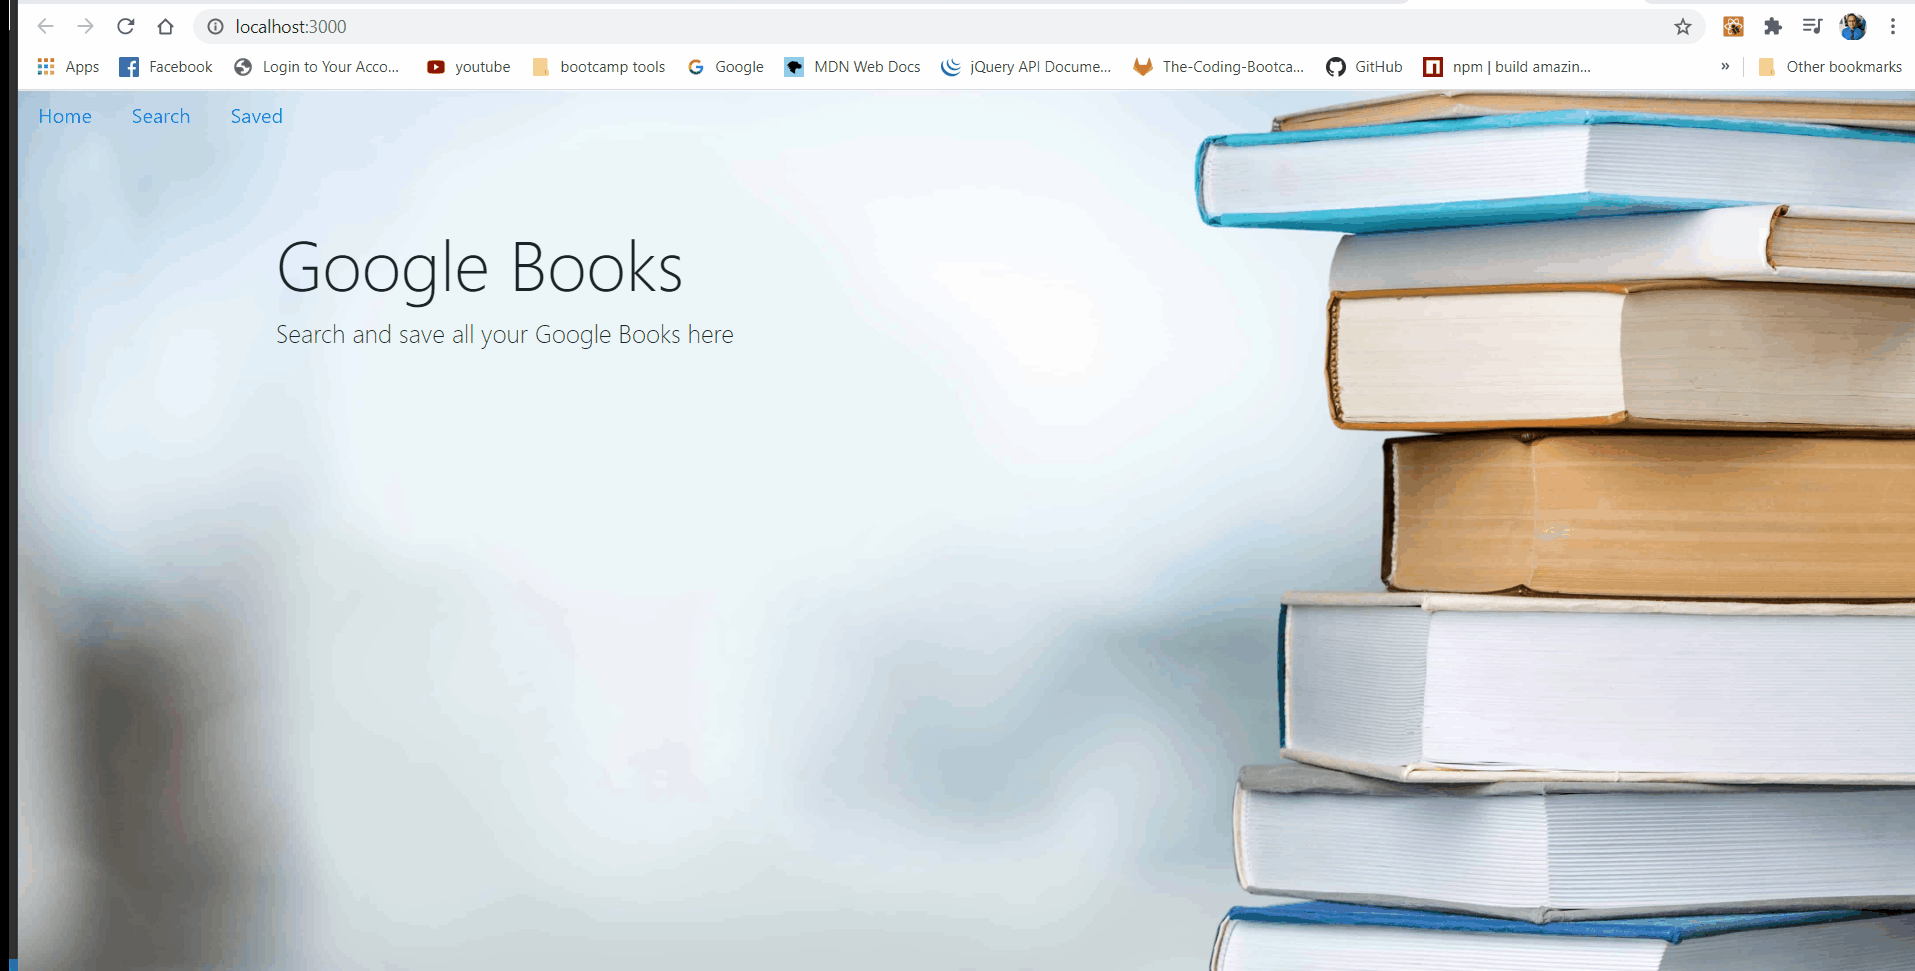 localhost:3000
Apps Facebook Login to Your Acco... youtube bootcamp tools Google MDN Web Docs jQuery API Docume... The-Coding-Bootca... GitHub npm | build amazin... » Other bookmarks
Home Search Saved
Google Books
Search and save all your Google Books here